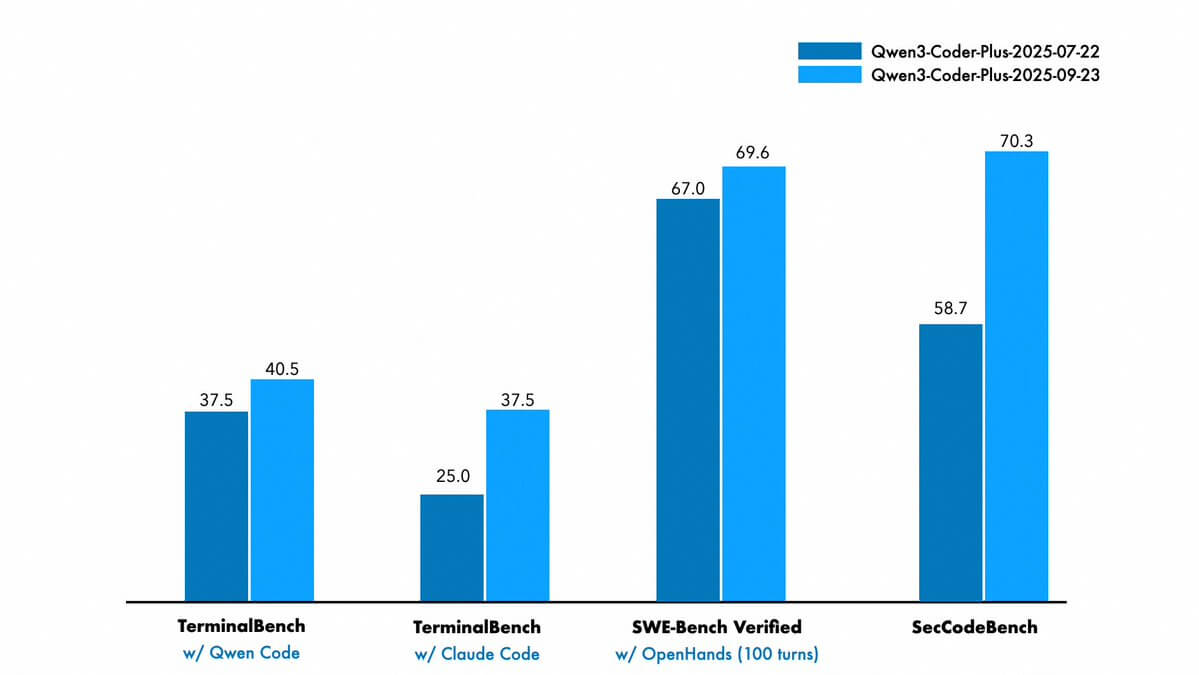 Qwen3-Coder-Plus-2025-07-22
Qwen3-Coder-Plus-2025-09-23
37.5
40.5
25.0
37.5
67.0
69.6
58.7
70.3
TerminalBench
w/ Qwen Code
TerminalBench
w/ Claude Code
SWE-Bench Verified
w/ OpenHands (100 turns)
SecCodeBench